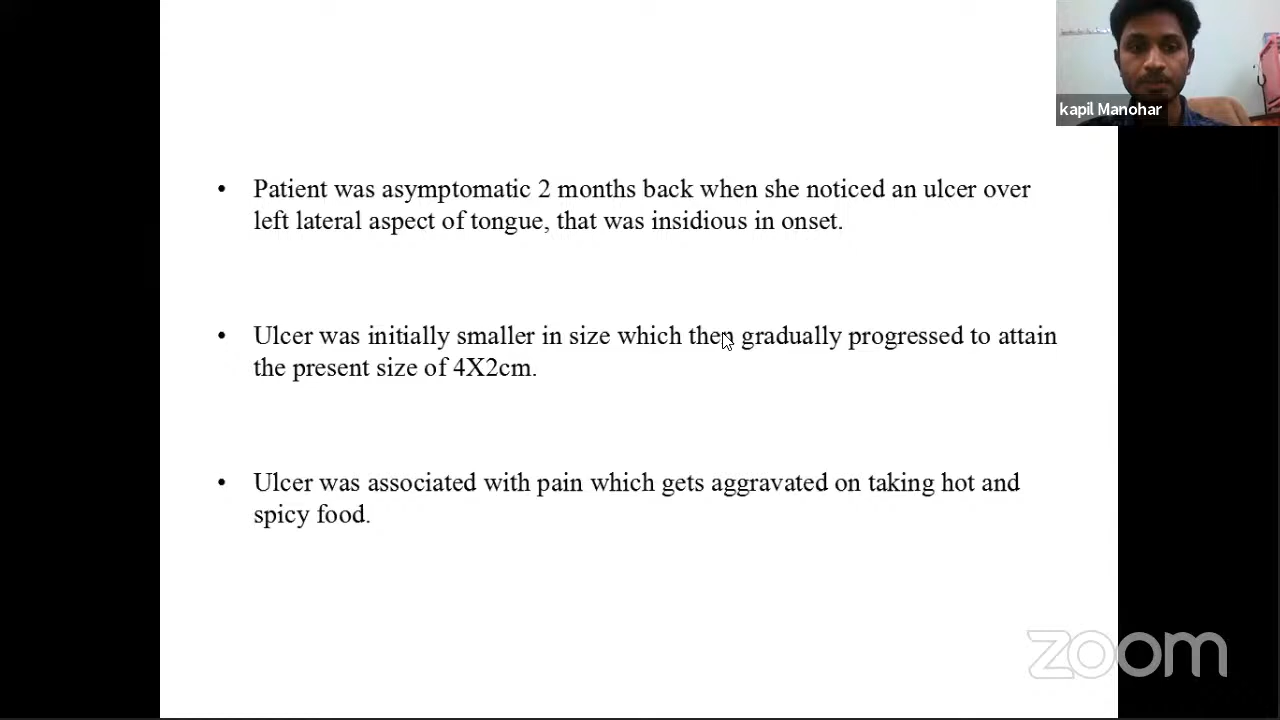 kapil Manohar
• Patient was asymptomatic 2 months back when she noticed an ulcer over
left lateral aspect of tongue, that was insidious in onset.
• Ulcer was initially smaller in size which then gradually progressed to attain
the present size of 4X2cm.
• Ulcer was associated with pain which gets aggravated on taking hot and
spicy food.
zoom